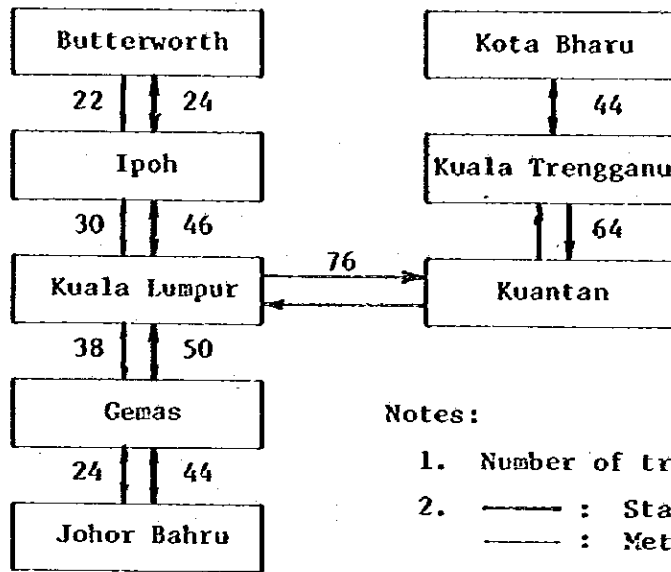 Butterworth
Kota Bharu
22 24
44
Ipoh
Kuala Trengganu
30 46
64
76
Kuala Lumpur
Kuantan
38 50
Gemas
Notes:
1. Number of tr
24 44
2. : Sta
Johor Bahru
: Met